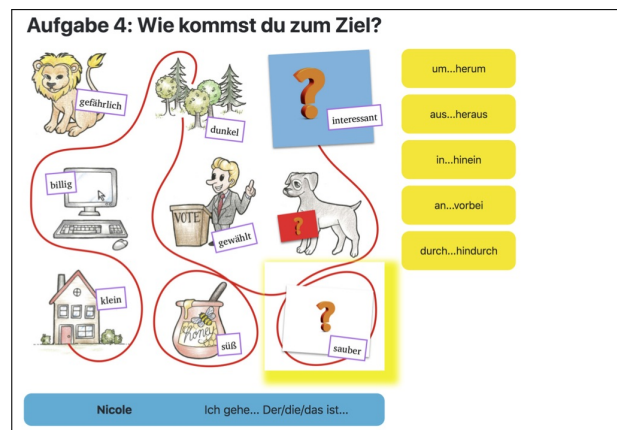 Aufgabe 4: Wie kommst du zum Ziel?
gefährlich
dunkel
?
interessant
um...herum
aus...heraus
in...hinein
an...vorbei
durch...hindurch
billig
VOTE
gewählt
?
klein
honey
süß
?
sauber
Nicole Ich gehe... Der/die/das ist...